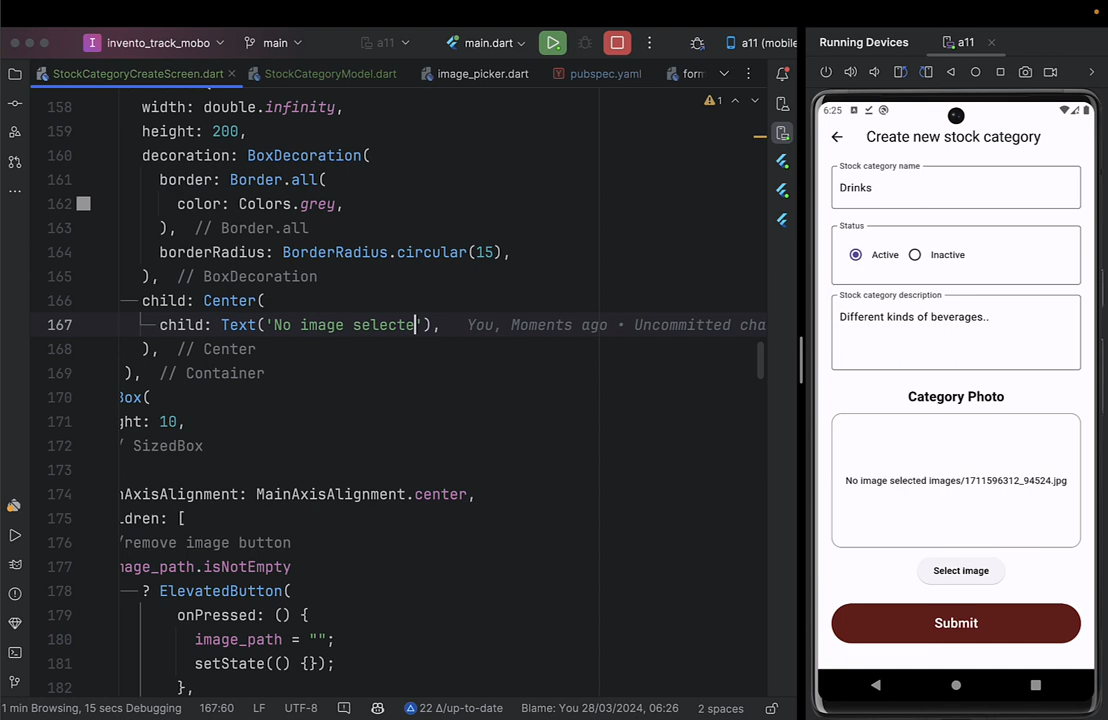 invento_track_mobo
main
a11
main.dart
a11 (mobile
Running Devices
a11
StockCategoryCreateScreen.dart
StockCategoryModel.dart
image_picker.dart
pubspec.yaml
form
158 width: double.infinity,
159 height: 200,
160 decoration: BoxDecoration(
161 border: Border.all(
162 color: Colors.grey,
163 ), // Border.all
164 borderRadius: BorderRadius.circular(15),
165 ), // BoxDecoration
166 child: Center(
167 child: Text('No image selecte'), You, Moments ago • Uncommitted cha
168 ), // Center
169 ), // Container
170 Box(
171 ght: 10,
172 / SizedBox
173
174 nAxisAlignment: MainAxisAlignment.center,
175 ldren: [
176 /remove image button
177 mage_path.isNotEmpty
178 ? ElevatedButton(
179 onPressed: () {
180 image_path = "";
181 setState(() {});
182 },
1
6:25
Create new stock category
Stock category name
Drinks
Status
Active
Inactive
Stock category description
Different kinds of beverages..
Category Photo
No image selected images/1711596312_94524.jpg
Select image
Submit
1 min Browsing, 15 secs Debugging
167:60
LF
UTF-8
22 Δ/up-to-date
Blame: You 28/03/2024, 06:26
2 spaces